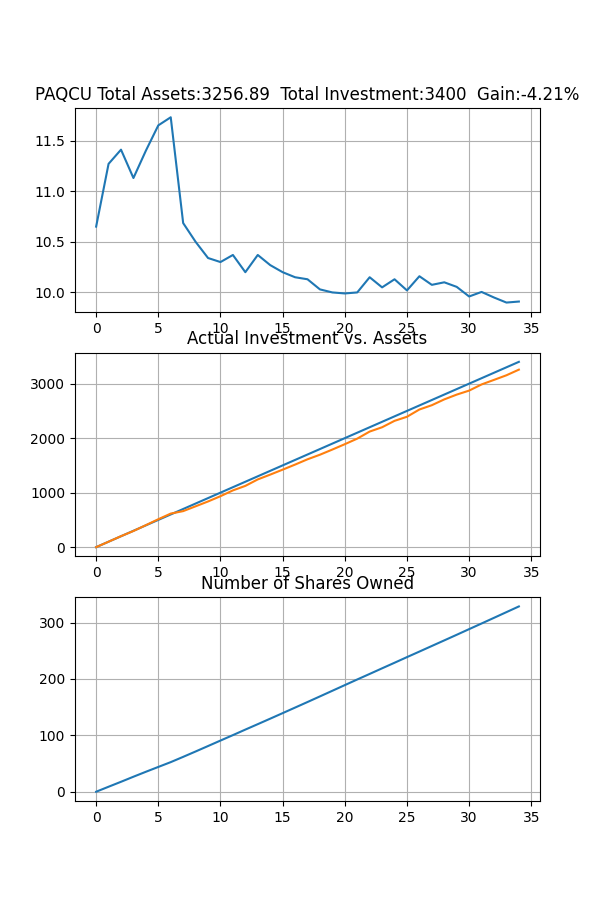 PAQCU Total Assets:3256.89  Total Investment:3400  Gain:-4.21%
11.5
11.0
10.5
10.0
0 5 10 15 20 25 30 35
Actual Investment vs. Assets
3000
2000
1000
0
0 5 10 15 20 25 30 35
Number of Shares Owned
300
200
100
0
0 5 10 15 20 25 30 35